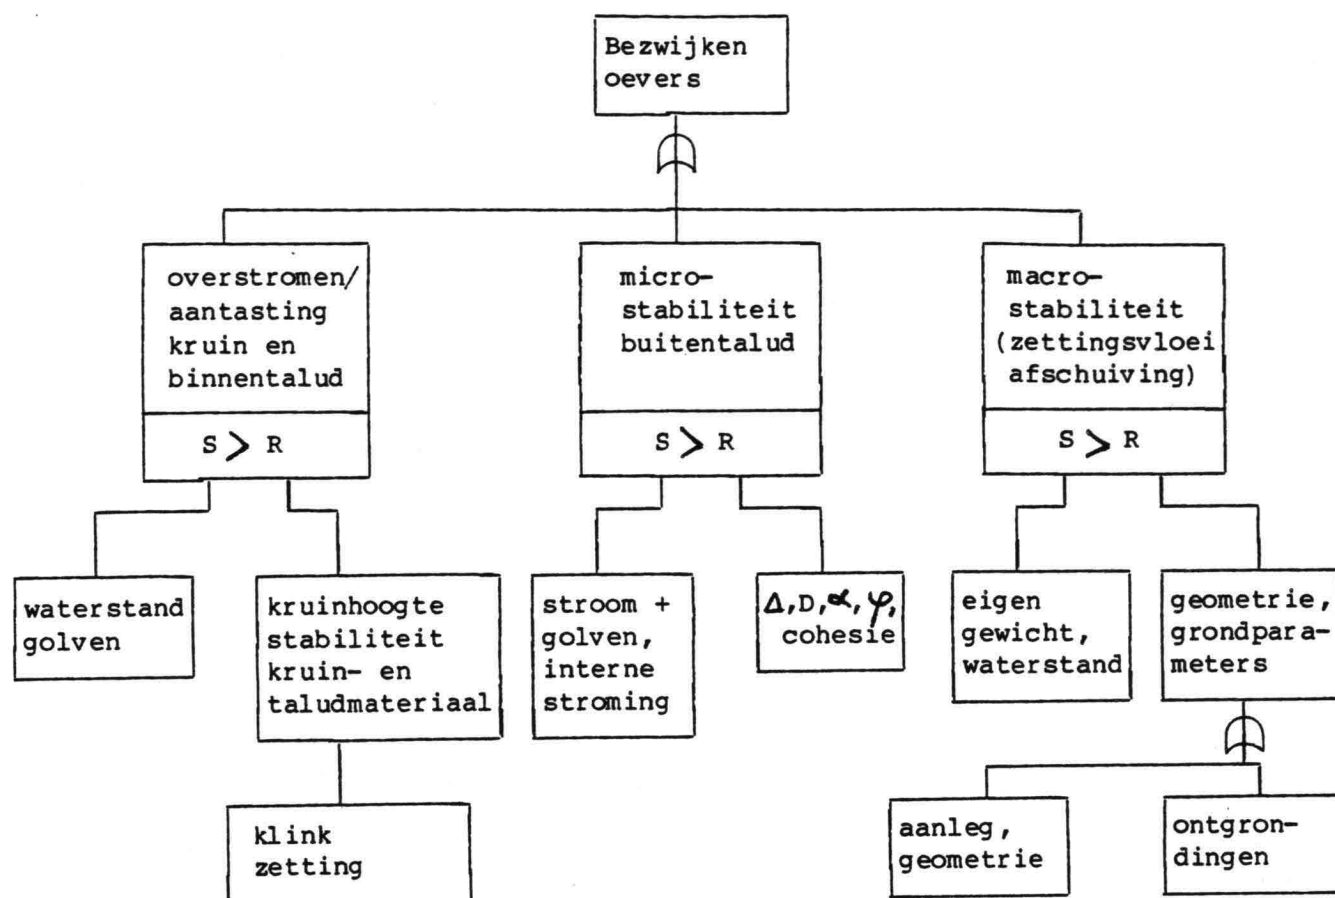 Bezwijken
oevers
overstromen/
aantasting
kruin en
binnentalud
S > R
micro-
stabiliteit
buitentalud
S > R
macro-
stabiliteit
(zettingsvloei
afschuiving)
S > R
waterstand
golven
kruinhoogte
stabiliteit
kruin- en
taludmateriaal
stroom +
golven,
interne
stroming
Δ, D, α, φ,
cohesie
eigen
gewicht,
waterstand
geometrie,
grondpara-
meters
klink
zetting
aanleg,
geometrie
ontgron-
dingen